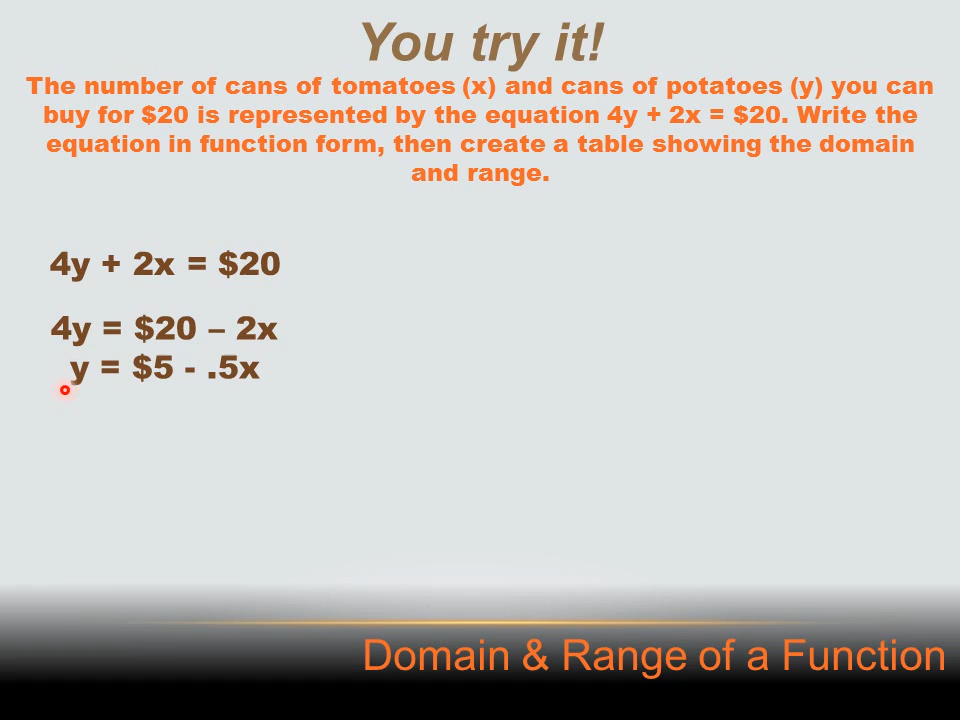 You try it!
The number of cans of tomatoes (x) and cans of potatoes (y) you can
buy for $20 is represented by the equation 4y + 2x = $20. Write the
equation in function form, then create a table showing the domain
and range.
4y + 2x = $20
4y = $20 – 2x
y = $5 - .5x
Domain & Range of a Function